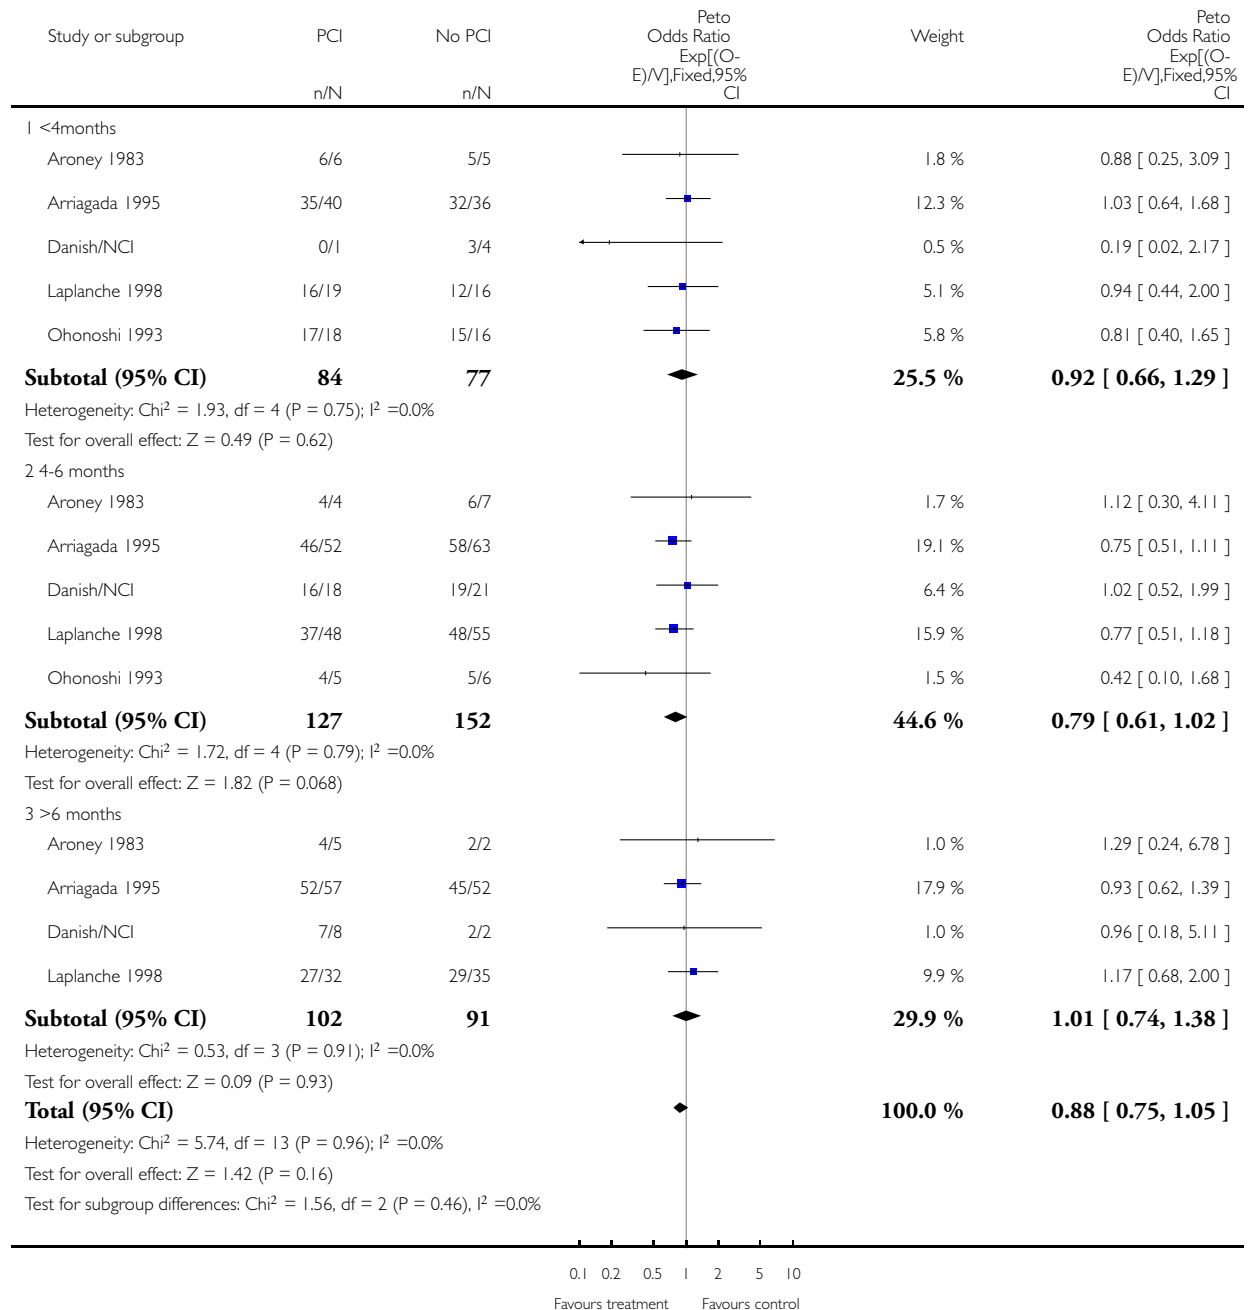 Peto
Odds Ratio
Peto
Odds Ratio
Study or subgroup PCI No PCI Weight
Exp[(O-
E)/V],Fixed,95%
CI
Exp[(O-
E)/V],Fixed,95%
CI
n/N n/N
1 <4months
Aroney 1983 6/6 5/5 1.8 % 0.88 [ 0.25, 3.09 ]
Arriagada 1995 35/40 32/36 12.3 % 1.03 [ 0.64, 1.68 ]
Danish/NCI 0/1 3/4 0.5 % 0.19 [ 0.02, 2.17 ]
Laplanche 1998 16/19 12/16 5.1 % 0.94 [ 0.44, 2.00 ]
Ohonoshi 1993 17/18 15/16 5.8 % 0.81 [ 0.40, 1.65 ]
Subtotal (95% CI) 84 77 25.5 % 0.92 [ 0.66, 1.29 ]
Heterogeneity: Chi² = 1.93, df = 4 (P = 0.75); I² =0.0%
Test for overall effect: Z = 0.49 (P = 0.62)
2 4-6 months
Aroney 1983 4/4 6/7 1.7 % 1.12 [ 0.30, 4.11 ]
Arriagada 1995 46/52 58/63 19.1 % 0.75 [ 0.51, 1.11 ]
Danish/NCI 16/18 19/21 6.4 % 1.02 [ 0.52, 1.99 ]
Laplanche 1998 37/48 48/55 15.9 % 0.77 [ 0.51, 1.18 ]
Ohonoshi 1993 4/5 5/6 1.5 % 0.42 [ 0.10, 1.68 ]
Subtotal (95% CI) 127 152 44.6 % 0.79 [ 0.61, 1.02 ]
Heterogeneity: Chi² = 1.72, df = 4 (P = 0.79); I² =0.0%
Test for overall effect: Z = 1.82 (P = 0.068)
3 >6 months
Aroney 1983 4/5 2/2 1.0 % 1.29 [ 0.24, 6.78 ]
Arriagada 1995 52/57 45/52 17.9 % 0.93 [ 0.62, 1.39 ]
Danish/NCI 7/8 2/2 1.0 % 0.96 [ 0.18, 5.11 ]
Laplanche 1998 27/32 29/35 9.9 % 1.17 [ 0.68, 2.00 ]
Subtotal (95% CI) 102 91 29.9 % 1.01 [ 0.74, 1.38 ]
Heterogeneity: Chi² = 0.53, df = 3 (P = 0.91); I² =0.0%
Test for overall effect: Z = 0.09 (P = 0.93)
Total (95% CI) 100.0 % 0.88 [ 0.75, 1.05 ]
Heterogeneity: Chi² = 5.74, df = 13 (P = 0.96); I² =0.0%
Test for overall effect: Z = 1.42 (P = 0.16)
Test for subgroup differences: Chi² = 1.56, df = 2 (P = 0.46), I² =0.0%
0.1 0.2 0.5 1 2 5 10
Favours treatment Favours control